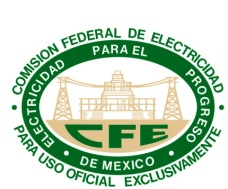 COMISION FEDERAL DE ELECTRICIDAD
ELECTRICIDAD PARA EL PROGRESO
CFE
DE MEXICO
PARA USO OFICIAL EXCLUSIVAMENTE